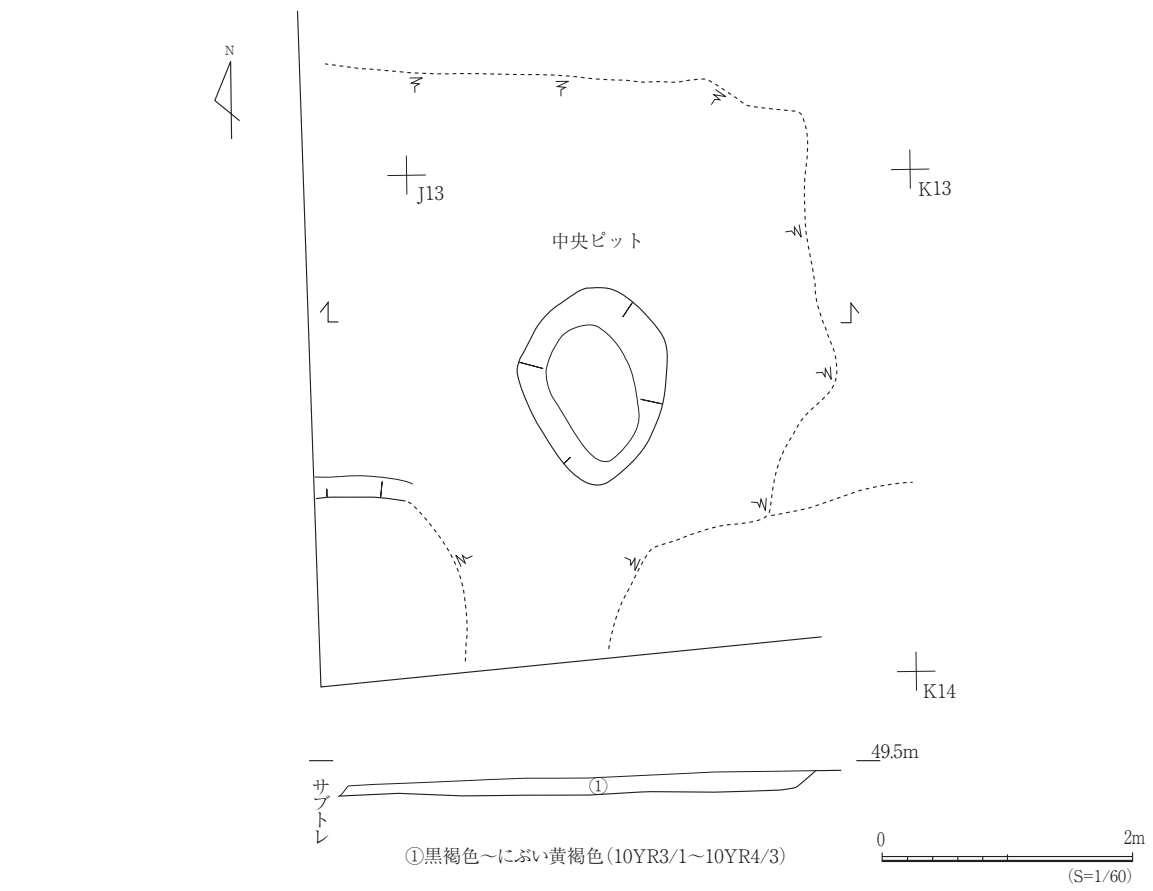 N
J13
K13
中央ピット
K14
49.5m
サブトレ
①
①黒褐色～にぶい黄褐色(10YR3/1～10YR4/3)
0 2m
(S=1/60)